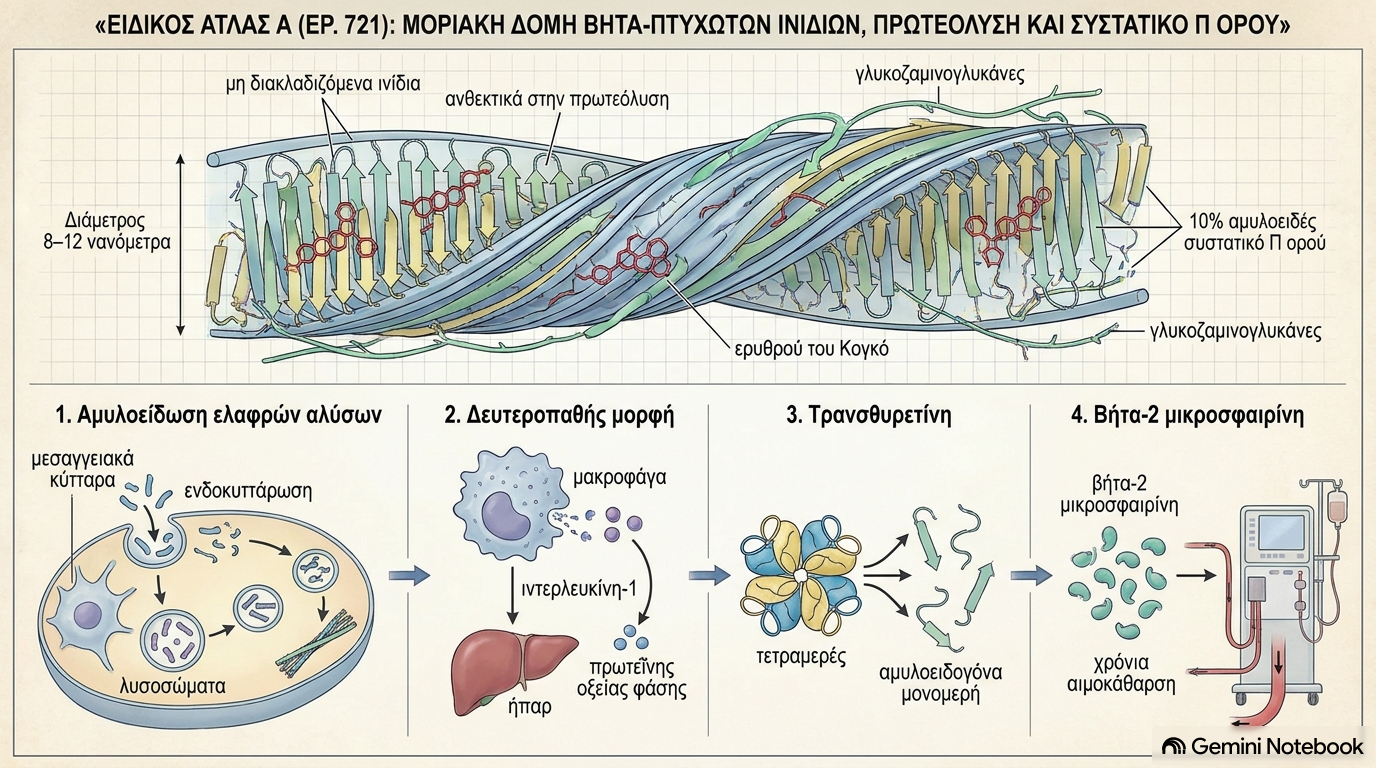 «ΕΙΔΙΚΟΣ ΑΤΛΑΣ Α (ΕΡ. 721): ΜΟΡΙΑΚΗ ΔΟΜΗ ΒΗΤΑ-ΠΤΥΧΩΤΩΝ ΙΝΙΔΙΩΝ, ΠΡΩΤΕΟΛΥΣΗ ΚΑΙ ΣΥΣΤΑΤΙΚΟ Π ΟΡΟΥ»
μη διακλαδιζόμενα ινίδια
ανθεκτικά στην πρωτεόλυση
γλυκοζαμινογλυκάνες
Διάμετρος
8–12 νανόμετρα
10% αμυλοειδές
συστατικό Π ορού
ερυθρού του Κογκό
γλυκοζαμινογλυκάνες
1. Αμυλοείδωση ελαφρών αλύσων
μεσαγγειακά
κύτταρα
ενδοκυττάρωση
λυσοσώματα
2. Δευτεροπαθής μορφή
μακροφάγα
ιντερλευκίνη-1
ήπαρ
πρωτεΐνης
οξείας φάσης
3. Τρανσθυρετίνη
τετραμερές
αμυλοειδογόνα
μονομερή
4. Βήτα-2 μικροσφαιρίνη
βήτα-2
μικροσφαιρίνη
χρόνια
αιμοκάθαρση
Gemini Notebook